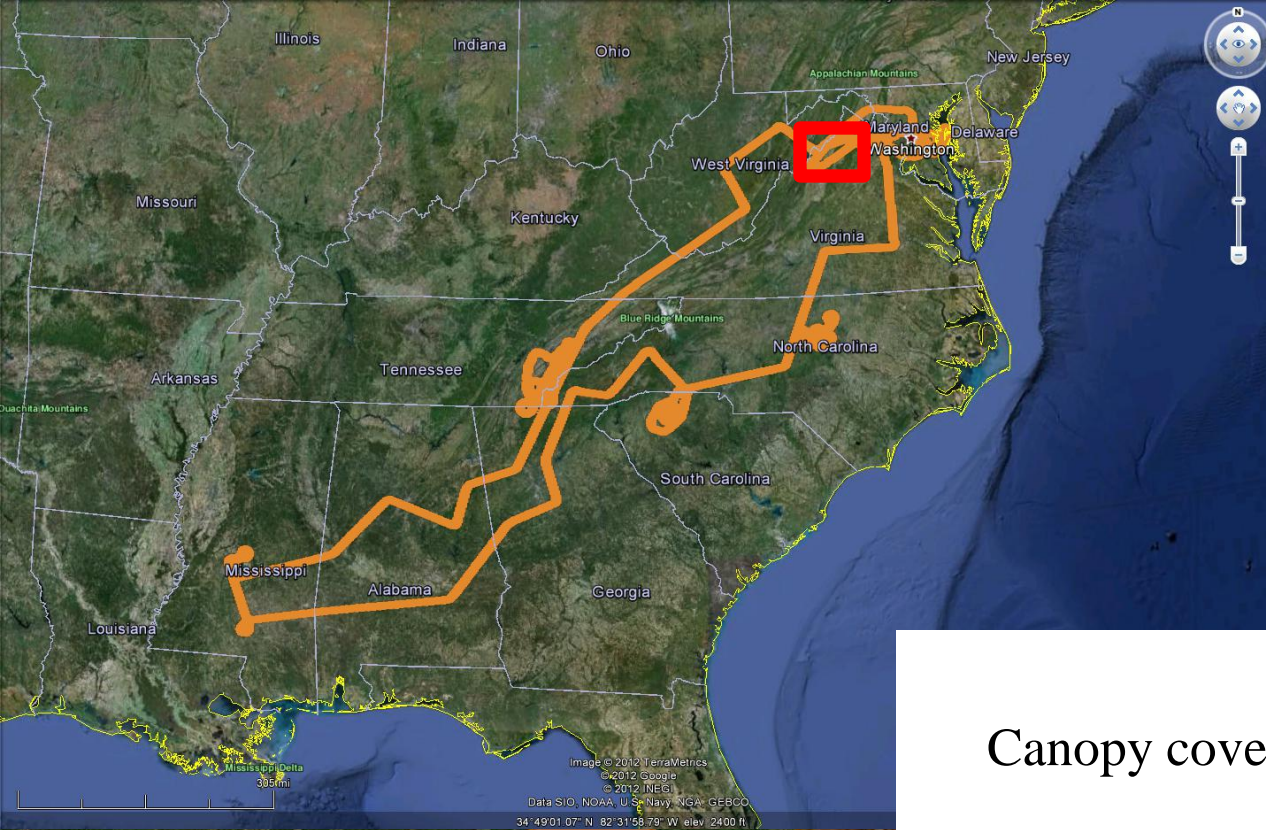 N
Illinois
Indiana
Ohio
New Jersey
Appalachian Mountains
Maryland
Delaware
Washington
West Virginia
Missouri
Kentucky
Virginia
Blue Ridge Mountains
North Carolina
Tennessee
Arkansas
Ouachita Mountains
South Carolina
Mississippi
Alabama
Georgia
Louisiana
Canopy cove
Mississippi Delta
Image © 2012 TerraMetrics
© 2012 Google
© 2012 INEGI
Data SIO, NOAA, U.S. Navy, NGA, GEBCO
34°49'01.07" N 82°31'58.79" W elev 2400 ft